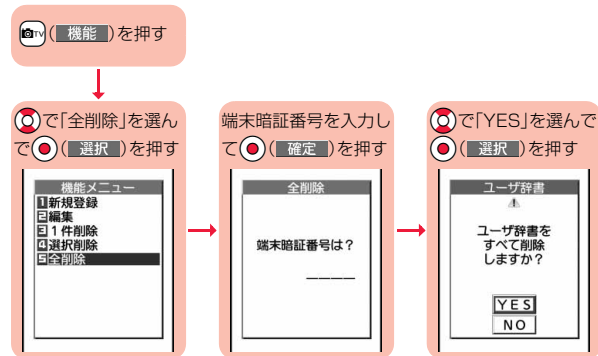 TV(機能)を押す
で「全削除」を選ん
で(選択)を押す
機能メニュー
1新規登録
2編集
3１件削除
4選択削除
5全削除
端末暗証番号を入力し
て(確定)を押す
全削除
端末暗証番号は？
____
で「YES」を選んで
(選択)を押す
ユーザ辞書
ユーザ辞書を
すべて削除
しますか？
YES
NO